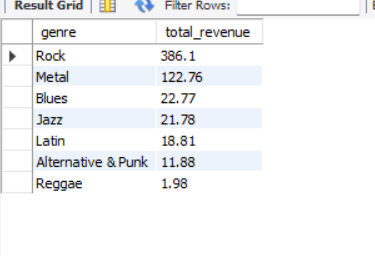 Result Grid Filter Rows:
genre total_revenue
Rock 386.1
Metal 122.76
Blues 22.77
Jazz 21.78
Latin 18.81
Alternative & Punk 11.88
Reggae 1.98